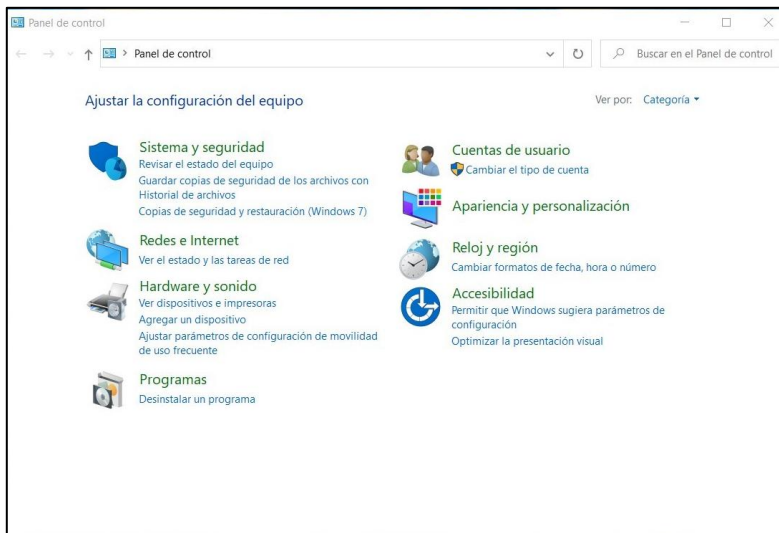 Panel de control
Panel de control
Buscar en el Panel de control
Ajustar la configuración del equipo
Ver por: Categoría
Sistema y seguridad
Revisar el estado del equipo
Guardar copias de seguridad de los archivos con
Historial de archivos
Copias de seguridad y restauración (Windows 7)
Redes e Internet
Ver el estado y las tareas de red
Hardware y sonido
Ver dispositivos e impresoras
Agregar un dispositivo
Ajustar parámetros de configuración de movilidad
de uso frecuente
Programas
Desinstalar un programa
Cuentas de usuario
Cambiar el tipo de cuenta
Apariencia y personalización
Reloj y región
Cambiar formatos de fecha, hora o número
Accesibilidad
Permitir que Windows sugiera parámetros de
configuración
Optimizar la presentación visual